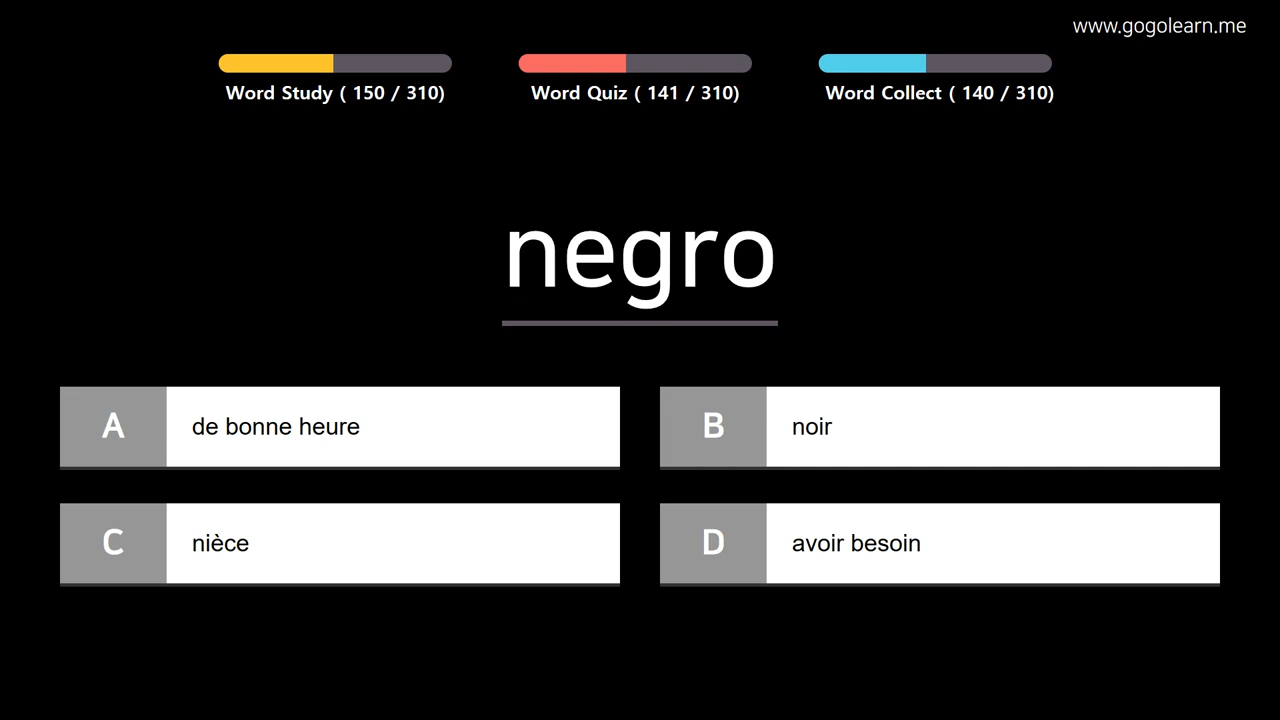 www.gogolearn.me
Word Study ( 150 / 310)
Word Quiz ( 141 / 310)
Word Collect ( 140 / 310)
negro
A de bonne heure
B noir
C nièce
D avoir besoin